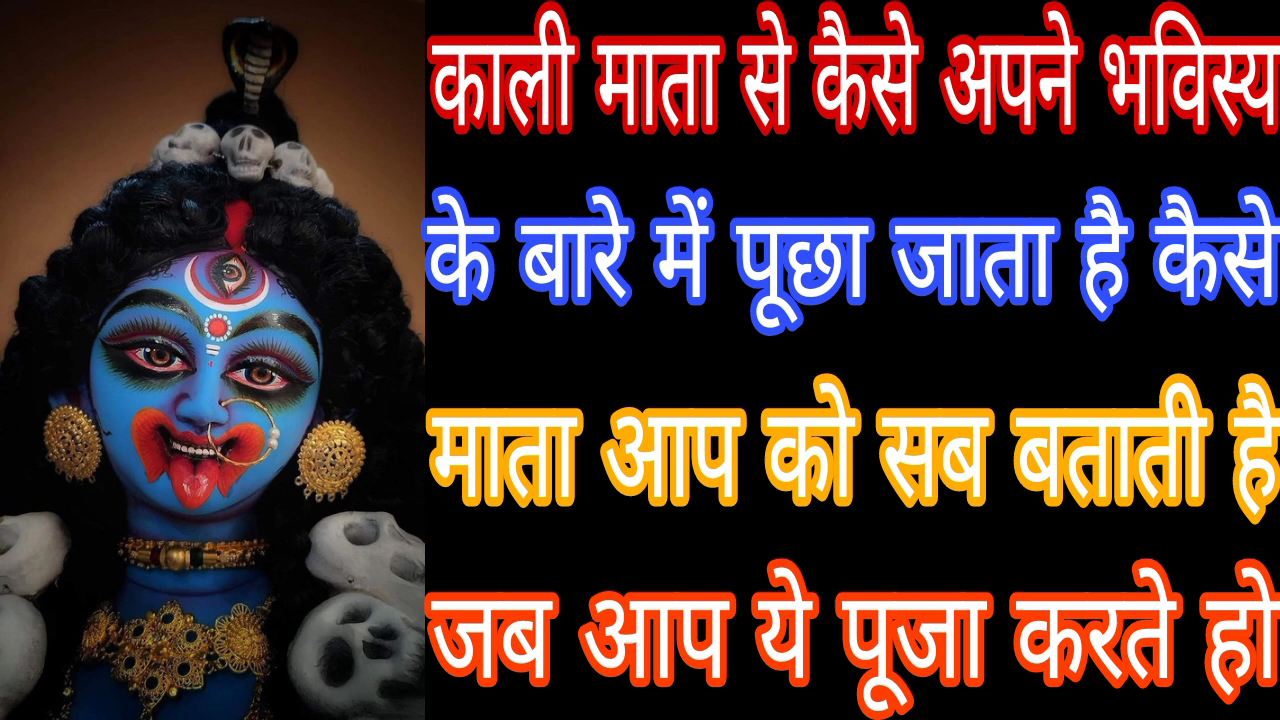 काली माता से कैसे अपने भविस्य
के बारे में पूछा जाता है कैसे
माता आप को सब बताती है
जब आप ये पूजा करते हो